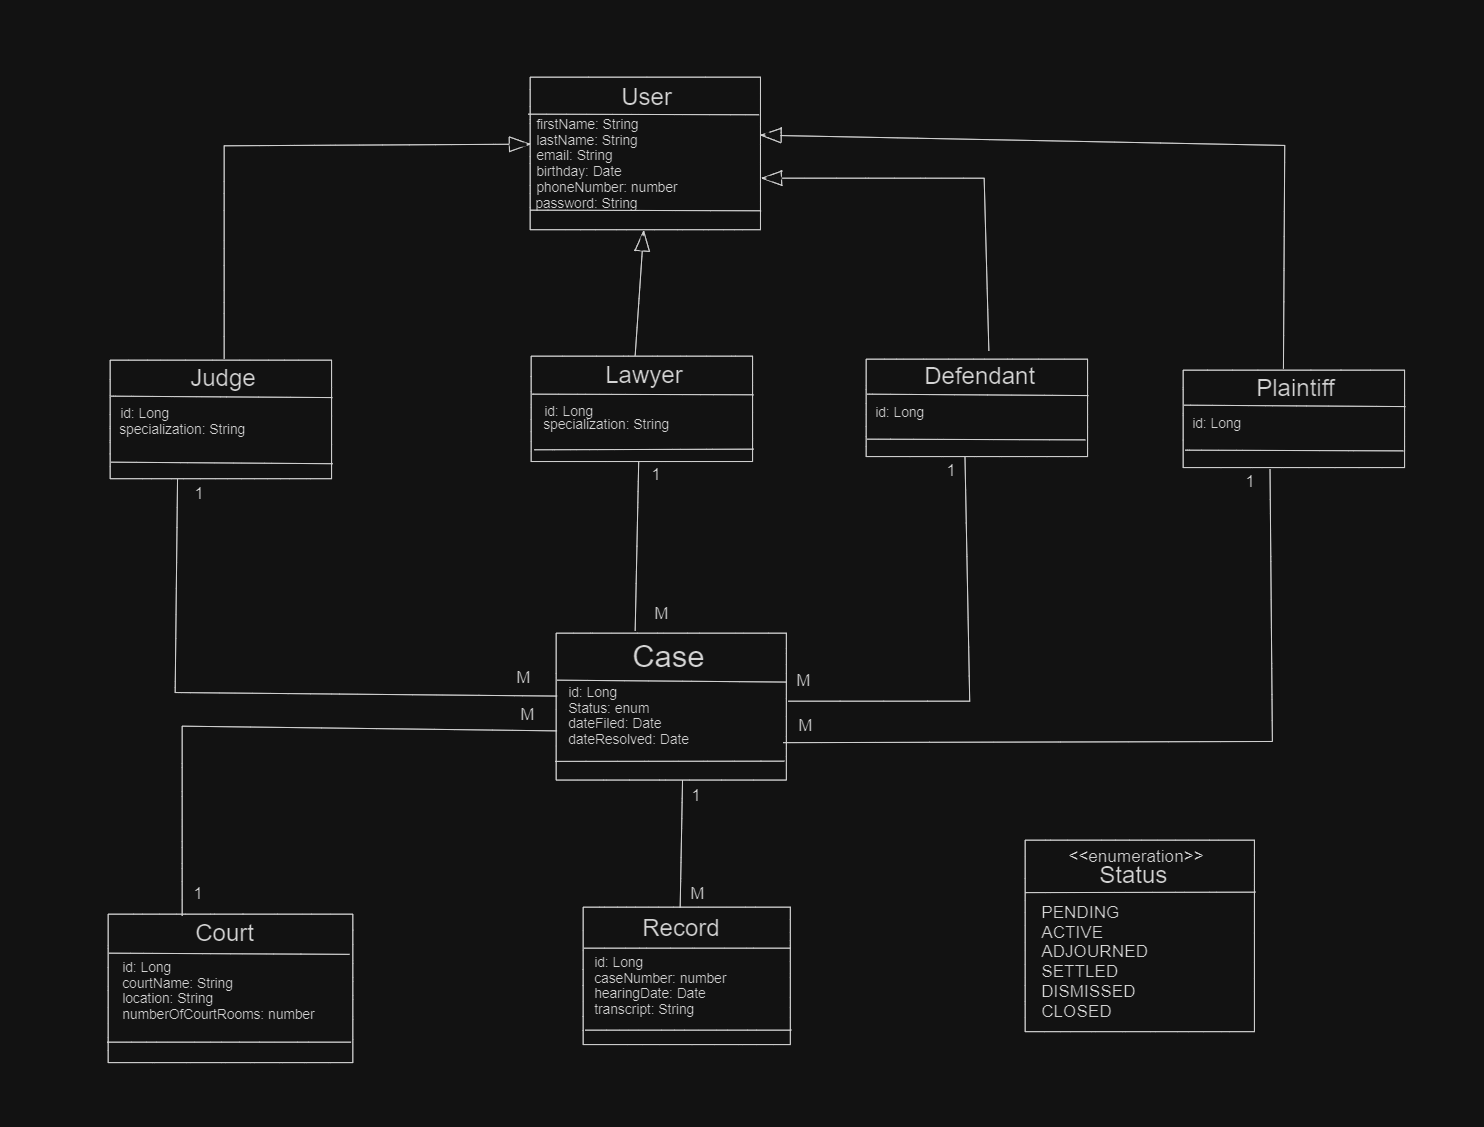 User
firstName: String
lastName: String
email: String
birthday: Date
phoneNumber: number
password: String
Judge
id: Long
specialization: String
1
Lawyer
id: Long
specialization: String
1
Defendant
id: Long
1
Plaintiff
id: Long
1
M
M
M
M
M
Case
id: Long
Status: enum
dateFiled: Date
dateResolved: Date
1
1
M
Court
id: Long
courtName: String
location: String
numberOfCourtRooms: number
Record
id: Long
caseNumber: number
hearingDate: Date
transcript: String
<<enumeration>>
Status
PENDING
ACTIVE
ADJOURNED
SETTLED
DISMISSED
CLOSED